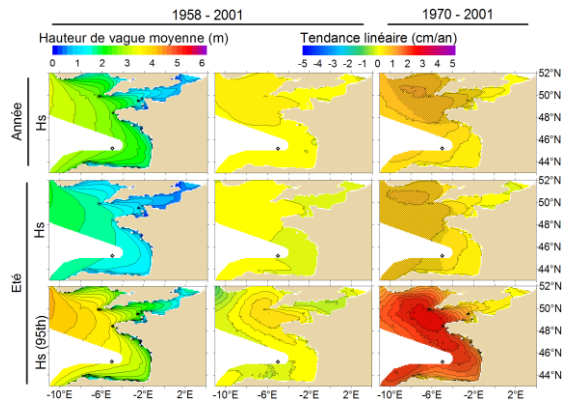 1958 - 2001 1970 - 2001
Hauteur de vague moyenne (m) Tendance linéaire (cm/an)
0 1 2 3 4 5 6 -5 -4 -3 -2 -1 0 1 2 3 4 5
Année
Hs
52°N
50°N
48°N
46°N
44°N
Eté
Hs
52°N
50°N
48°N
46°N
44°N
Hs (95th)
52°N
50°N
48°N
46°N
44°N
-10°E -6°E -2°E 2°E -10°E -6°E -2°E 2°E -10°E -6°E -2°E 2°E